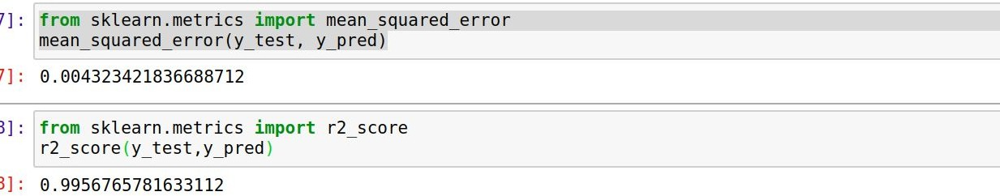 7]: from sklearn.metrics import mean_squared_error
mean_squared_error(y_test, y_pred)
7]: 0.004323421836688712
3]: from sklearn.metrics import r2_score
r2_score(y_test,y_pred)
3]: 0.9956765781633112